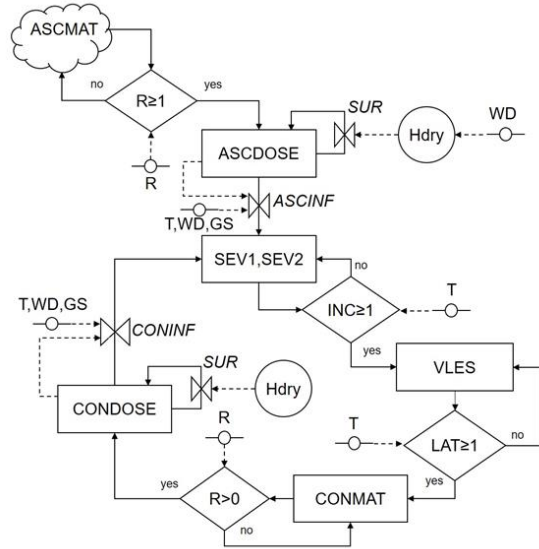 ASCMAT
no
yes
R≥1
R
SUR
WD
Hdry
ASCDOSE
ASCINF
T,WD,GS
SEV1,SEV2
no
T,WD,GS
CONINF
INC≥1
T
yes
SUR
VLES
CONDOSE
Hdry
R
T
LAT≥1
no
yes
yes
R>0
CONMAT
no